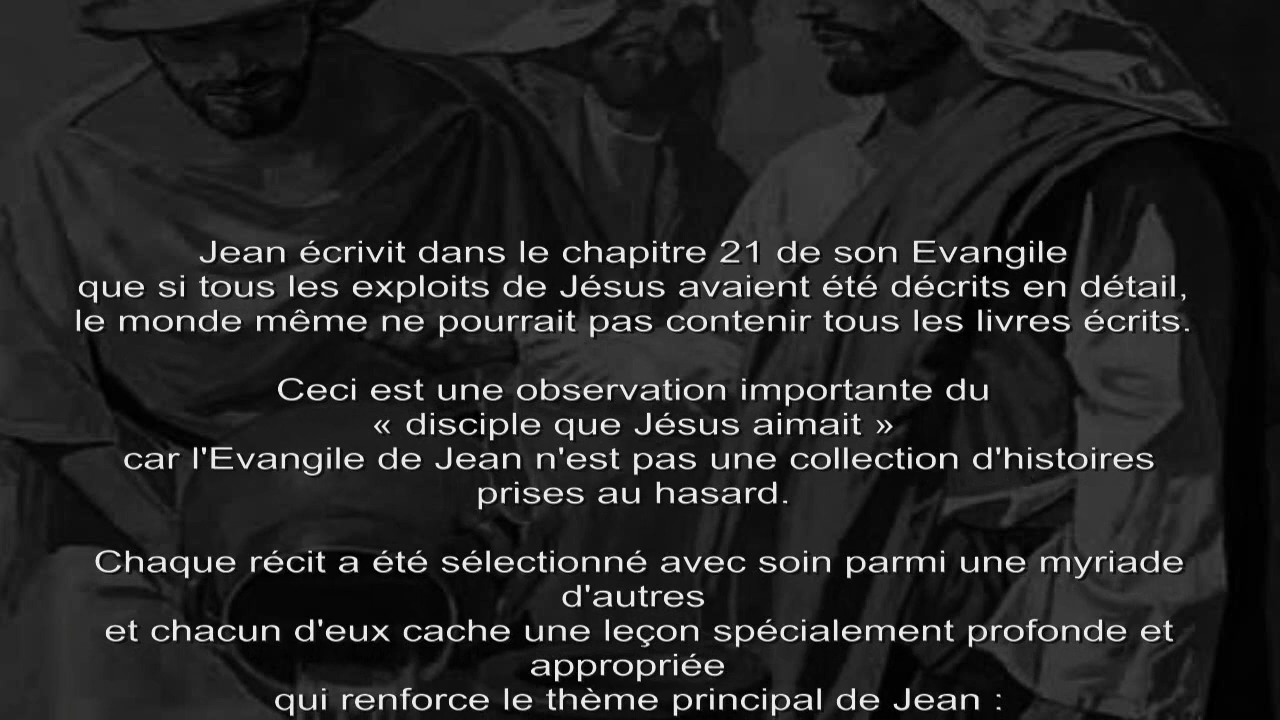 Jean écrivit dans le chapitre 21 de son Evangile
que si tous les exploits de Jésus avaient été décrits en détail,
le monde même ne pourrait pas contenir tous les livres écrits.
Ceci est une observation importante du
« disciple que Jésus aimait »
car l'Evangile de Jean n'est pas une collection d'histoires
prises au hasard.
Chaque récit a été sélectionné avec soin parmi une myriade
d'autres
et chacun d'eux cache une leçon spécialement profonde et
appropriée
qui renforce le thème principal de Jean :